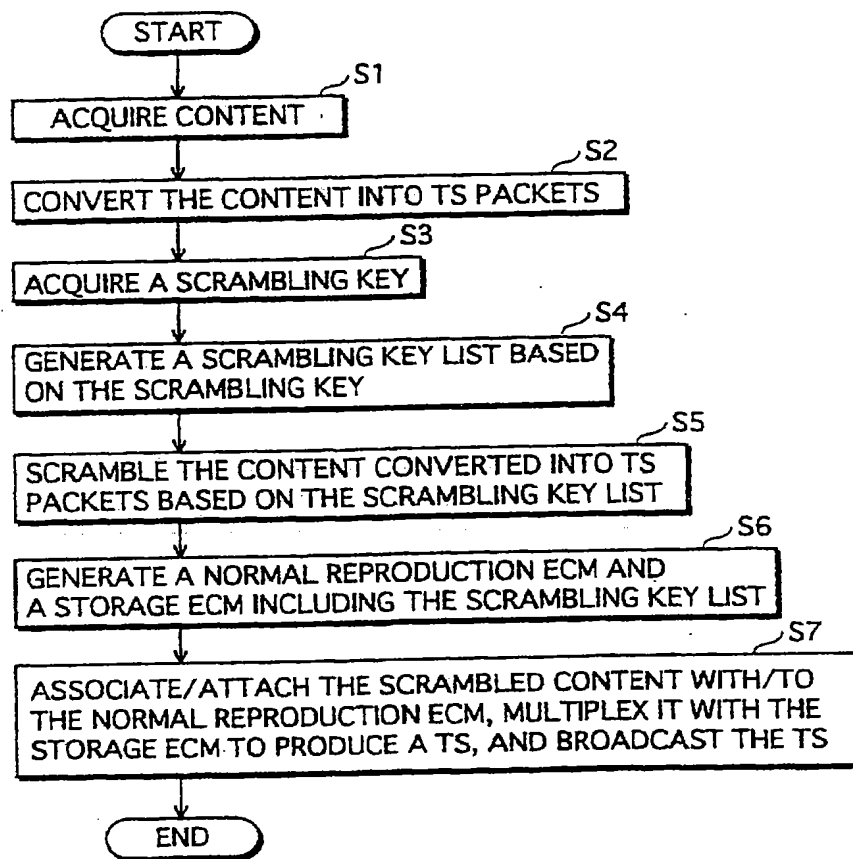 START
S1
ACQUIRE CONTENT
S2
CONVERT THE CONTENT INTO TS PACKETS
S3
ACQUIRE A SCRAMBLING KEY
S4
GENERATE A SCRAMBLING KEY LIST BASED
ON THE SCRAMBLING KEY
S5
SCRAMBLE THE CONTENT CONVERTED INTO TS
PACKETS BASED ON THE SCRAMBLING KEY LIST
S6
GENERATE A NORMAL REPRODUCTION ECM AND
A STORAGE ECM INCLUDING THE SCRAMBLING KEY LIST
S7
ASSOCIATE/ATTACH THE SCRAMBLED CONTENT WITH/TO
THE NORMAL REPRODUCTION ECM, MULTIPLEX IT WITH THE
STORAGE ECM TO PRODUCE A TS, AND BROADCAST THE TS
END